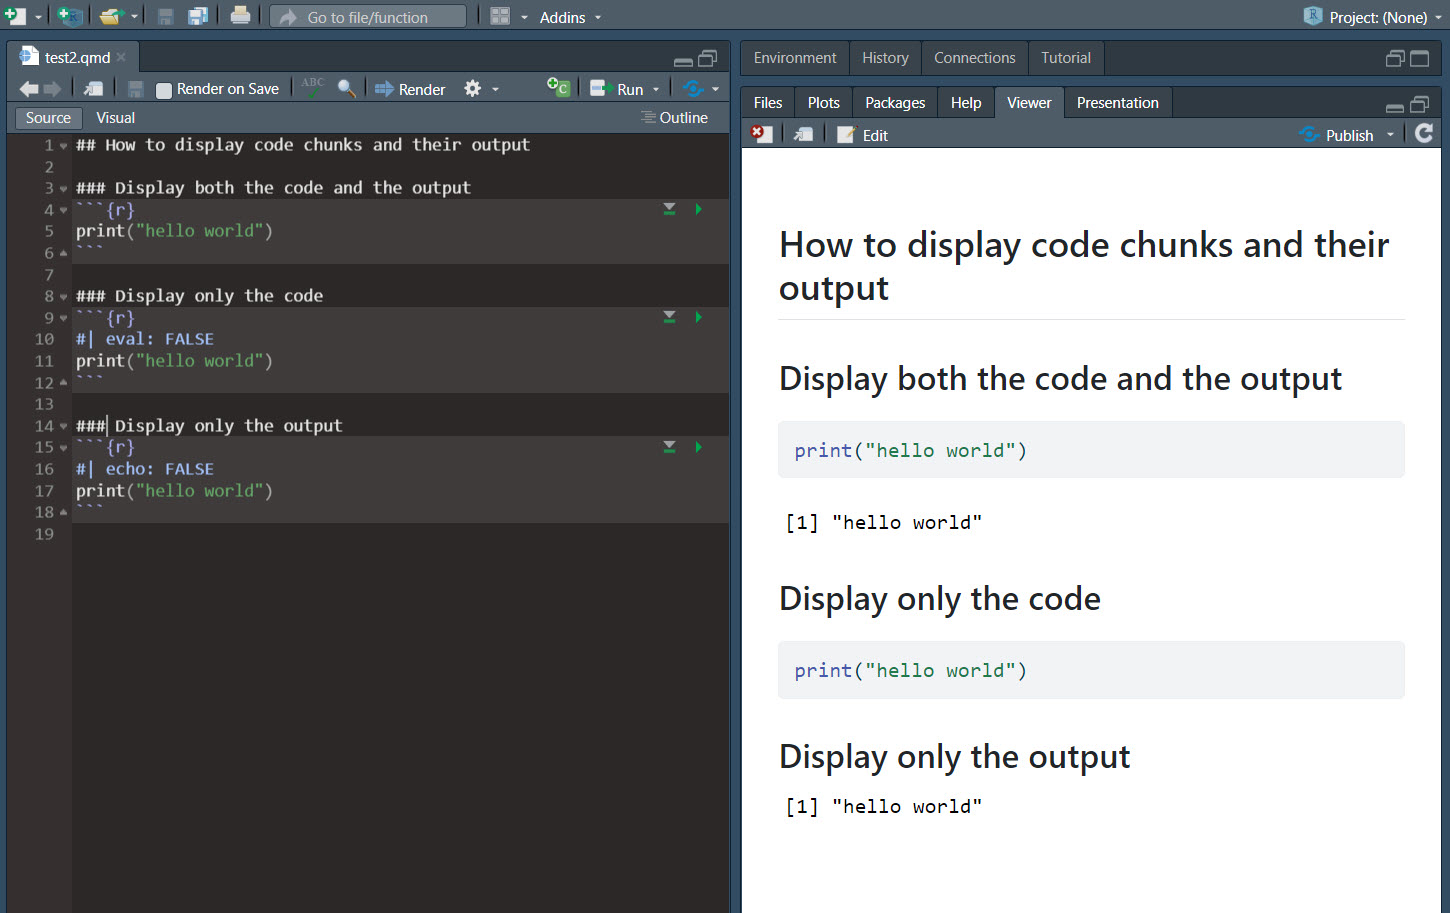 Go to file/function
Addins
Project: (None)
test2.qmd
Render on Save
ABC
Render
Run
Source
Visual
Outline
1 ## How to display code chunks and their output
2
3 ### Display both the code and the output
4 ```{r}
5 print("hello world")
6 ```
7
8 ### Display only the code
9 ```{r}
10 #| eval: FALSE
11 print("hello world")
12 ```
13
14 ### Display only the output
15 ```{r}
16 #| echo: FALSE
17 print("hello world")
18 ```
19
Environment
History
Connections
Tutorial
Files
Plots
Packages
Help
Viewer
Presentation
Edit
Publish
How to display code chunks and their
output
Display both the code and the output
print("hello world")
[1] "hello world"
Display only the code
print("hello world")
Display only the output
[1] "hello world"